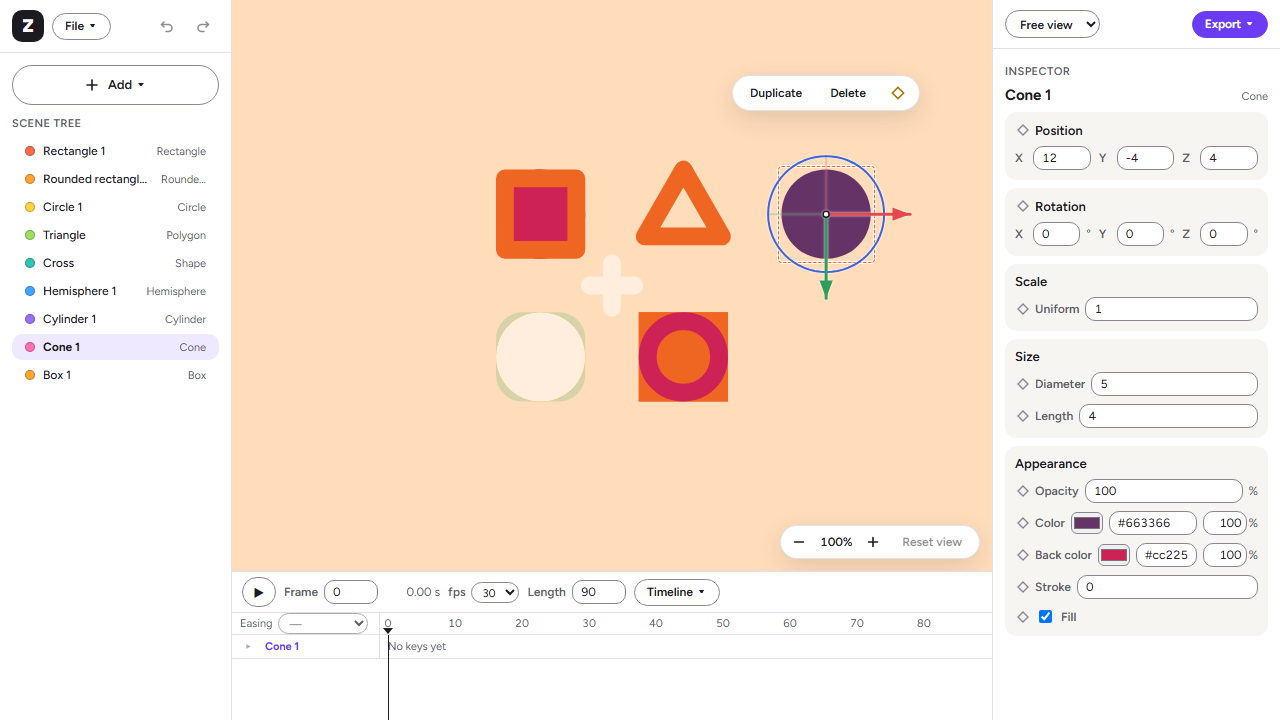 Z File
Add
SCENE TREE
Rectangle 1 Rectangle
Rounded rectangl... Rounde...
Circle 1 Circle
Triangle Polygon
Cross Shape
Hemisphere 1 Hemisphere
Cylinder 1 Cylinder
Cone 1 Cone
Box 1 Box
Duplicate Delete
100% Reset view
Frame 0 0.00 s fps 30 Length 90 Timeline
Easing — 0 10 20 30 40 50 60 70 80
Cone 1 No keys yet
Free view Export
INSPECTOR
Cone 1 Cone
Position
X 12 Y -4 Z 4
Rotation
X 0 ° Y 0 ° Z 0 °
Scale
Uniform 1
Size
Diameter 5
Length 4
Appearance
Opacity 100 %
Color #663366 100 %
Back color #cc225 100 %
Stroke 0
Fill